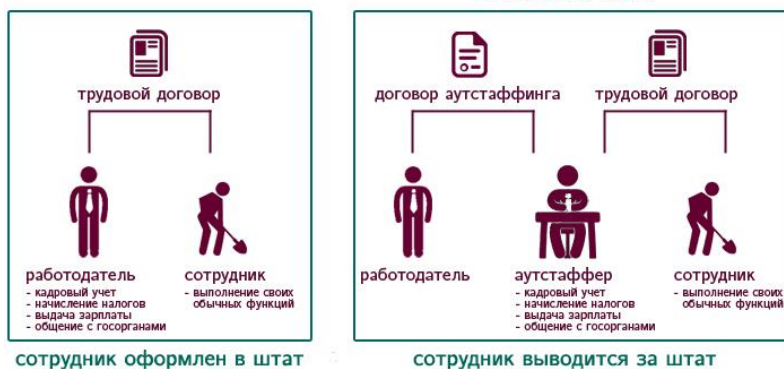 трудовой договор
работодатель
- кадровый учет
- начисление налогов
- выдача зарплаты
- общение с госорганами
сотрудник
- выполнение своих
обычных функций
сотрудник оформлен в штат
договор аутстаффинга
трудовой договор
работодатель
аутстаффер
- кадровый учет
- начисление налогов
- выдача зарплаты
- общение с госорганами
сотрудник
- выполнение своих
обычных функций
сотрудник выводится за штат